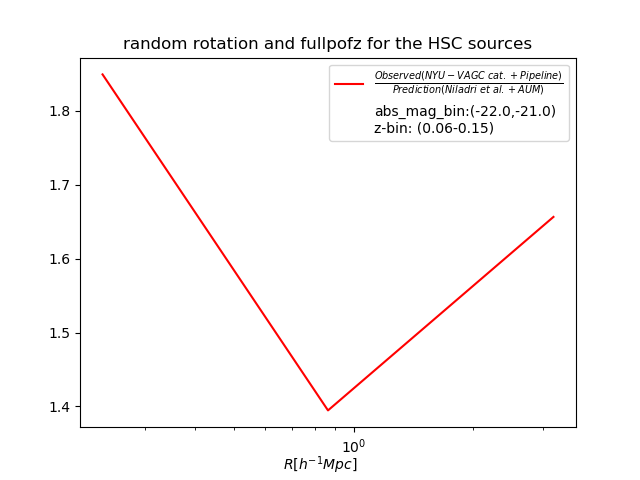 random rotation and fullpofz for the HSC sources
Observed(NYU−VAGC cat. + Pipeline)
Prediction(Niladri et al. + AUM)
abs_mag_bin:(-22.0,-21.0)
z-bin: (0.06-0.15)
1.8
1.7
1.6
1.5
1.4
10⁰
R[h⁻¹Mpc]